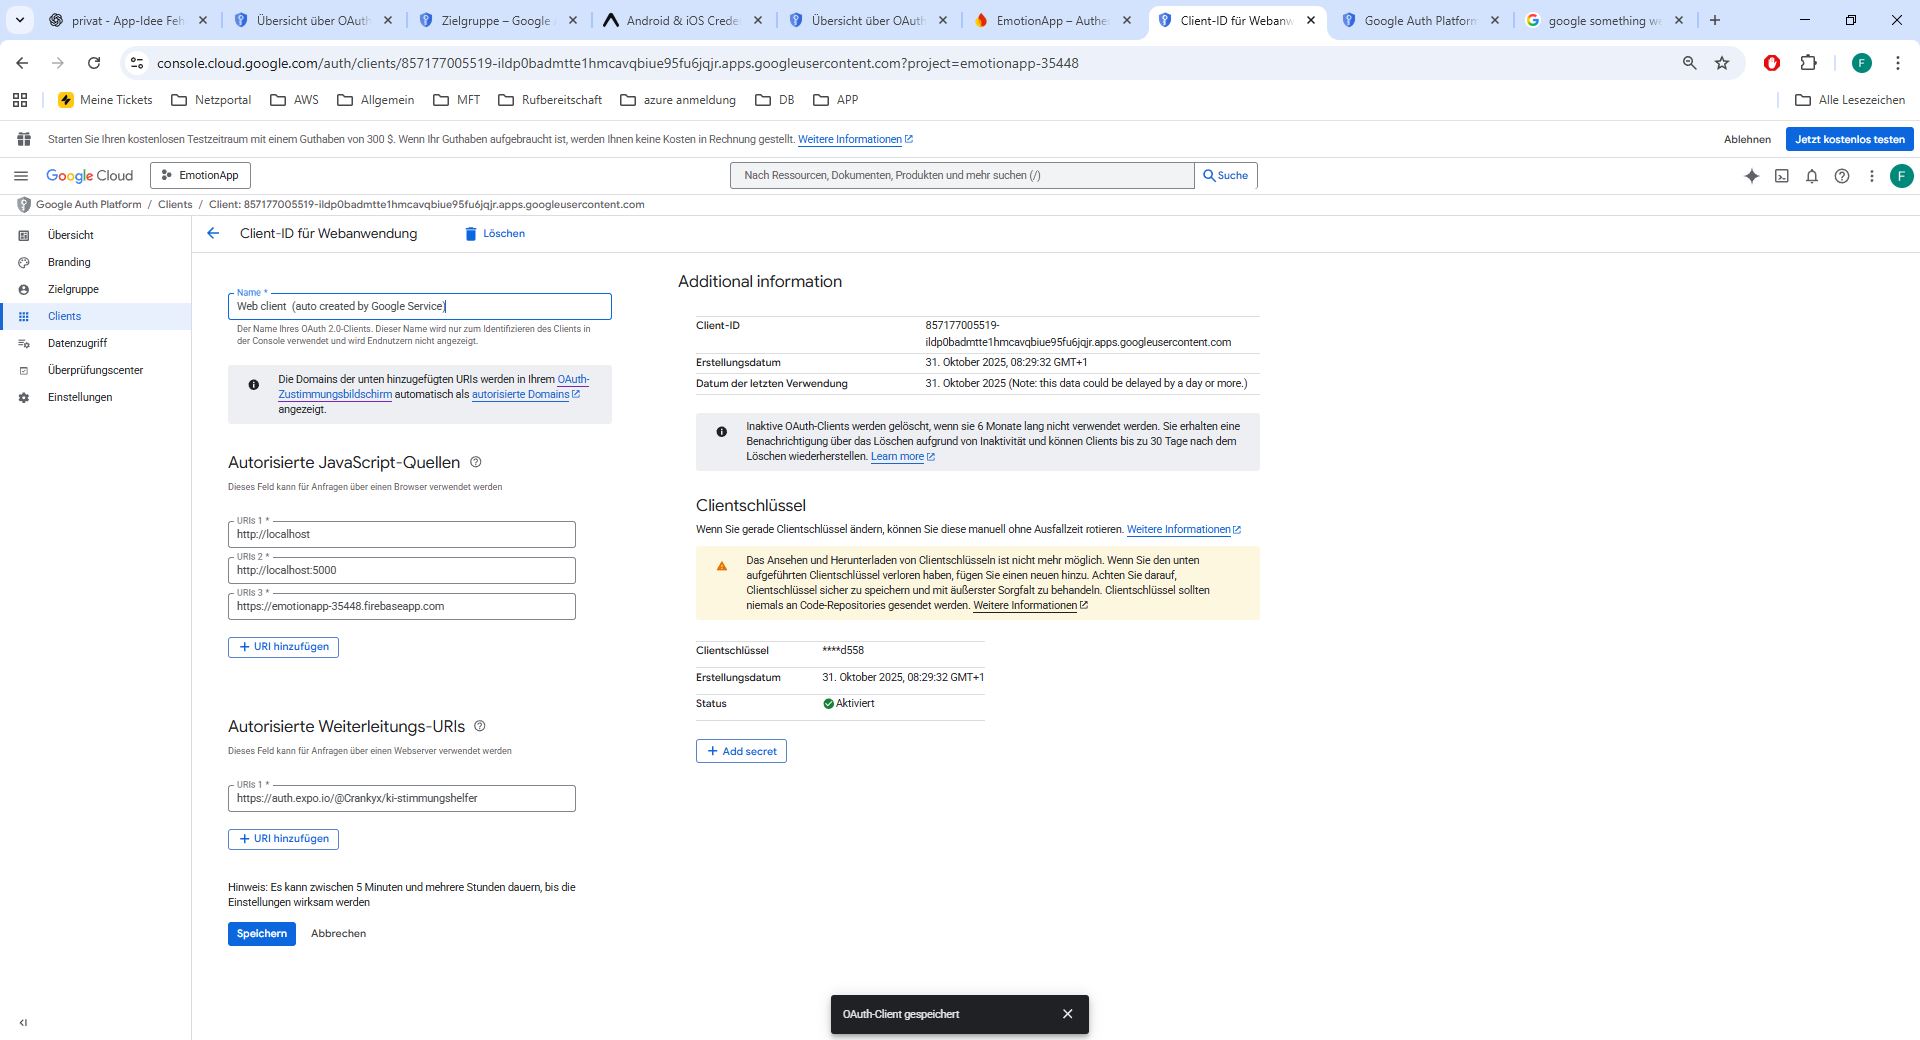 privat - App-Idee Feh
Übersicht über OAuth
Zielgruppe – Google A
Android & iOS Creden
Übersicht über OAuth
EmotionApp – Authen
Client-ID für Webanw
Google Auth Platform
google something we
console.cloud.google.com/auth/clients/857177005519-ildp0badmtte1hmcavqbiue95fu6jqjr.apps.googleusercontent.com?project=emotionapp-35448
F
Meine Tickets
Netzportal
AWS
Allgemein
MFT
Rufbereitschaft
azure anmeldung
DB
APP
Alle Lesezeichen
Starten Sie Ihren kostenlosen Testzeitraum mit einem Guthaben von 300 $. Wenn Ihr Guthaben aufgebraucht ist, werden Ihnen keine Kosten in Rechnung gestellt. Weitere Informationen
Ablehnen
Jetzt kostenlos testen
Google Cloud
EmotionApp
Nach Ressourcen, Dokumenten, Produkten und mehr suchen (/)
Suche
F
Google Auth Platform / Clients / Client: 857177005519-ildp0badmtte1hmcavqbiue95fu6jqjr.apps.googleusercontent.com
Übersicht
Branding
Zielgruppe
Clients
Datenzugriff
Überprüfungscenter
Einstellungen
Client-ID für Webanwendung
Löschen
Name *
Web client (auto created by Google Service)
Der Name Ihres OAuth 2.0-Clients. Dieser Name wird nur zum Identifizieren des Clients in
der Console verwendet und wird Endnutzern nicht angezeigt.
Die Domains der unten hinzugefügten URIs werden in Ihrem OAuth-
Zustimmungsbildschirm automatisch als autorisierte Domains
angezeigt.
Autorisierte JavaScript-Quellen
Dieses Feld kann für Anfragen über einen Browser verwendet werden
URIs 1 *
http://localhost
URIs 2 *
http://localhost:5000
URIs 3 *
https://emotionapp-35448.firebaseapp.com
+ URI hinzufügen
Autorisierte Weiterleitungs-URIs
Dieses Feld kann für Anfragen über einen Webserver verwendet werden
URIs 1 *
https://auth.expo.io/@Crankyx/ki-stimmungshelfer
+ URI hinzufügen
Hinweis: Es kann zwischen 5 Minuten und mehrere Stunden dauern, bis die
Einstellungen wirksam werden
Speichern
Abbrechen
Additional information
Client-ID
857177005519-
ildp0badmtte1hmcavqbiue95fu6jqjr.apps.googleusercontent.com
Erstellungsdatum
31. Oktober 2025, 08:29:32 GMT+1
Datum der letzten Verwendung
31. Oktober 2025 (Note: this data could be delayed by a day or more.)
Inaktive OAuth-Clients werden gelöscht, wenn sie 6 Monate lang nicht verwendet werden. Sie erhalten eine
Benachrichtigung über das Löschen aufgrund von Inaktivität und können Clients bis zu 30 Tage nach dem
Löschen wiederherstellen. Learn more
Clientschlüssel
Wenn Sie gerade Clientschlüssel ändern, können Sie diese manuell ohne Ausfallzeit rotieren. Weitere Informationen
Das Ansehen und Herunterladen von Clientschlüsseln ist nicht mehr möglich. Wenn Sie den unten
aufgeführten Clientschlüssel verloren haben, fügen Sie einen neuen hinzu. Achten Sie darauf,
Clientschlüssel sicher zu speichern und mit äußerster Sorgfalt zu behandeln. Clientschlüssel sollten
niemals an Code-Repositories gesendet werden. Weitere Informationen
Clientschlüssel
****d558
Erstellungsdatum
31. Oktober 2025, 08:29:32 GMT+1
Status
Aktiviert
+ Add secret
OAuth-Client gespeichert